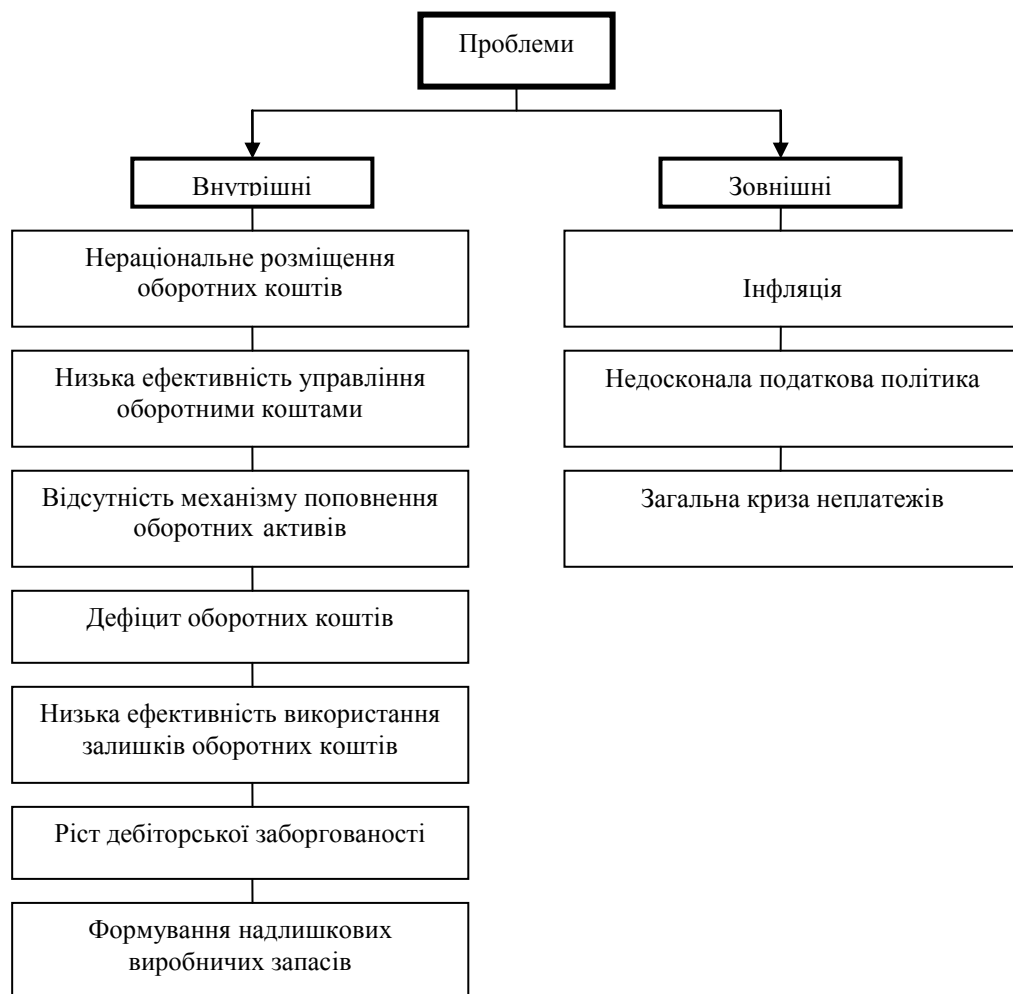 Проблеми
Внутрішні
Зовнішні
Нераціональне розміщення
оборотних коштів
Низька ефективність управління
оборотними коштами
Відсутність механізму поповнення
оборотних активів
Дефіцит оборотних коштів
Низька ефективність використання
залишків оборотних коштів
Ріст дебіторської заборгованості
Формування надлишкових
виробничих запасів
Інфляція
Недосконала податкова політика
Загальна криза неплатежів